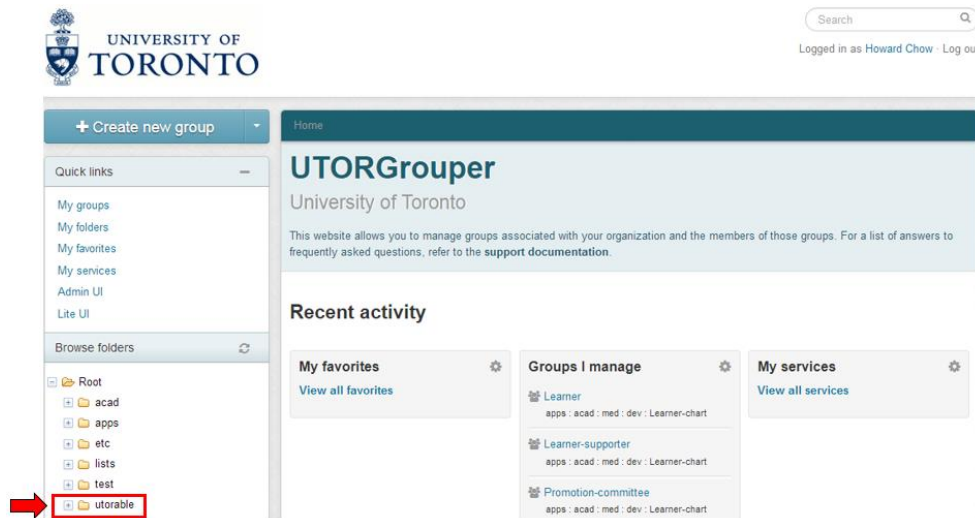 UNIVERSITY OF
TORONTO
Search
Logged in as Howard Chow · Log ou
+ Create new group
Home
Quick links
My groups
My folders
My favorites
My services
Admin UI
Lite UI
UTORGrouper
University of Toronto
This website allows you to manage groups associated with your organization and the members of those groups. For a list of answers to
frequently asked questions, refer to the support documentation.
Recent activity
Browse folders
Root
acad
apps
etc
lists
test
utorable
My favorites
View all favorites
Groups I manage
Learner
apps : acad : med : dev : Learner-chart
Learner-supporter
apps : acad : med : dev : Learner-chart
Promotion-committee
apps : acad : med : dev : Learner-chart
My services
View all services